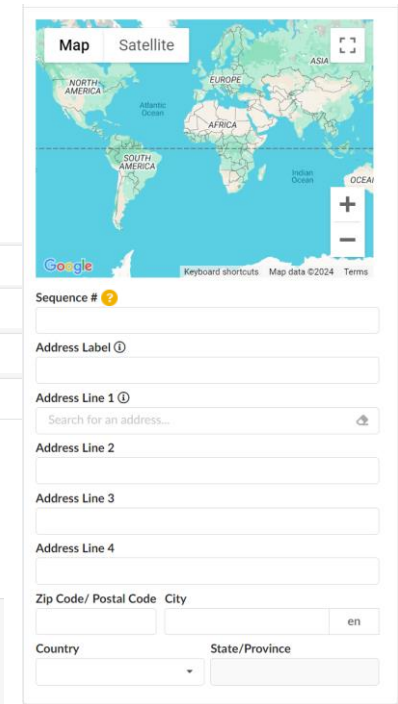 Map Satellite
ASIA
NORTH
AMERICA
EUROPE
Atlantic
Ocean
AFRICA
SOUTH
AMERICA
Indian
Ocean
OCEAI
+
−
Google
Keyboard shortcuts Map data ©2024 Terms
Sequence # ?
Address Label ⓘ
Address Line 1 ⓘ
Search for an address...
Address Line 2
Address Line 3
Address Line 4
Zip Code/ Postal Code City
en
Country State/Province